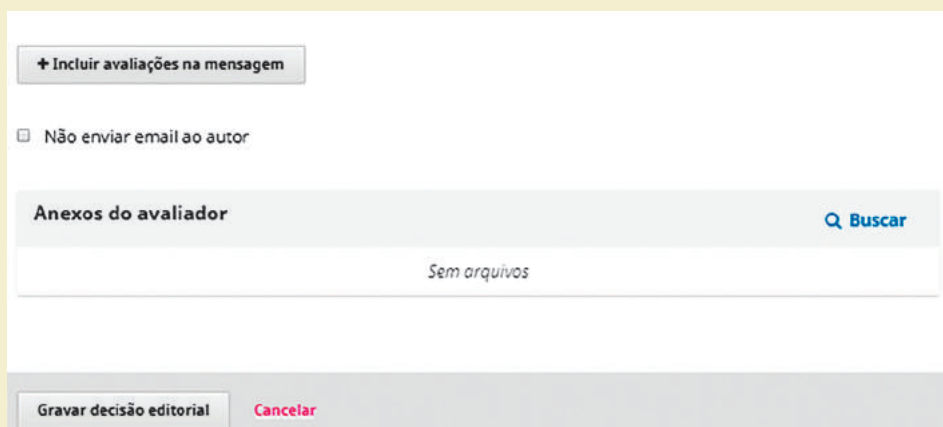 + Incluir avaliações na mensagem
Não enviar email ao autor
Anexos do avaliador
Buscar
Sem arquivos
Gravar decisão editorial Cancelar